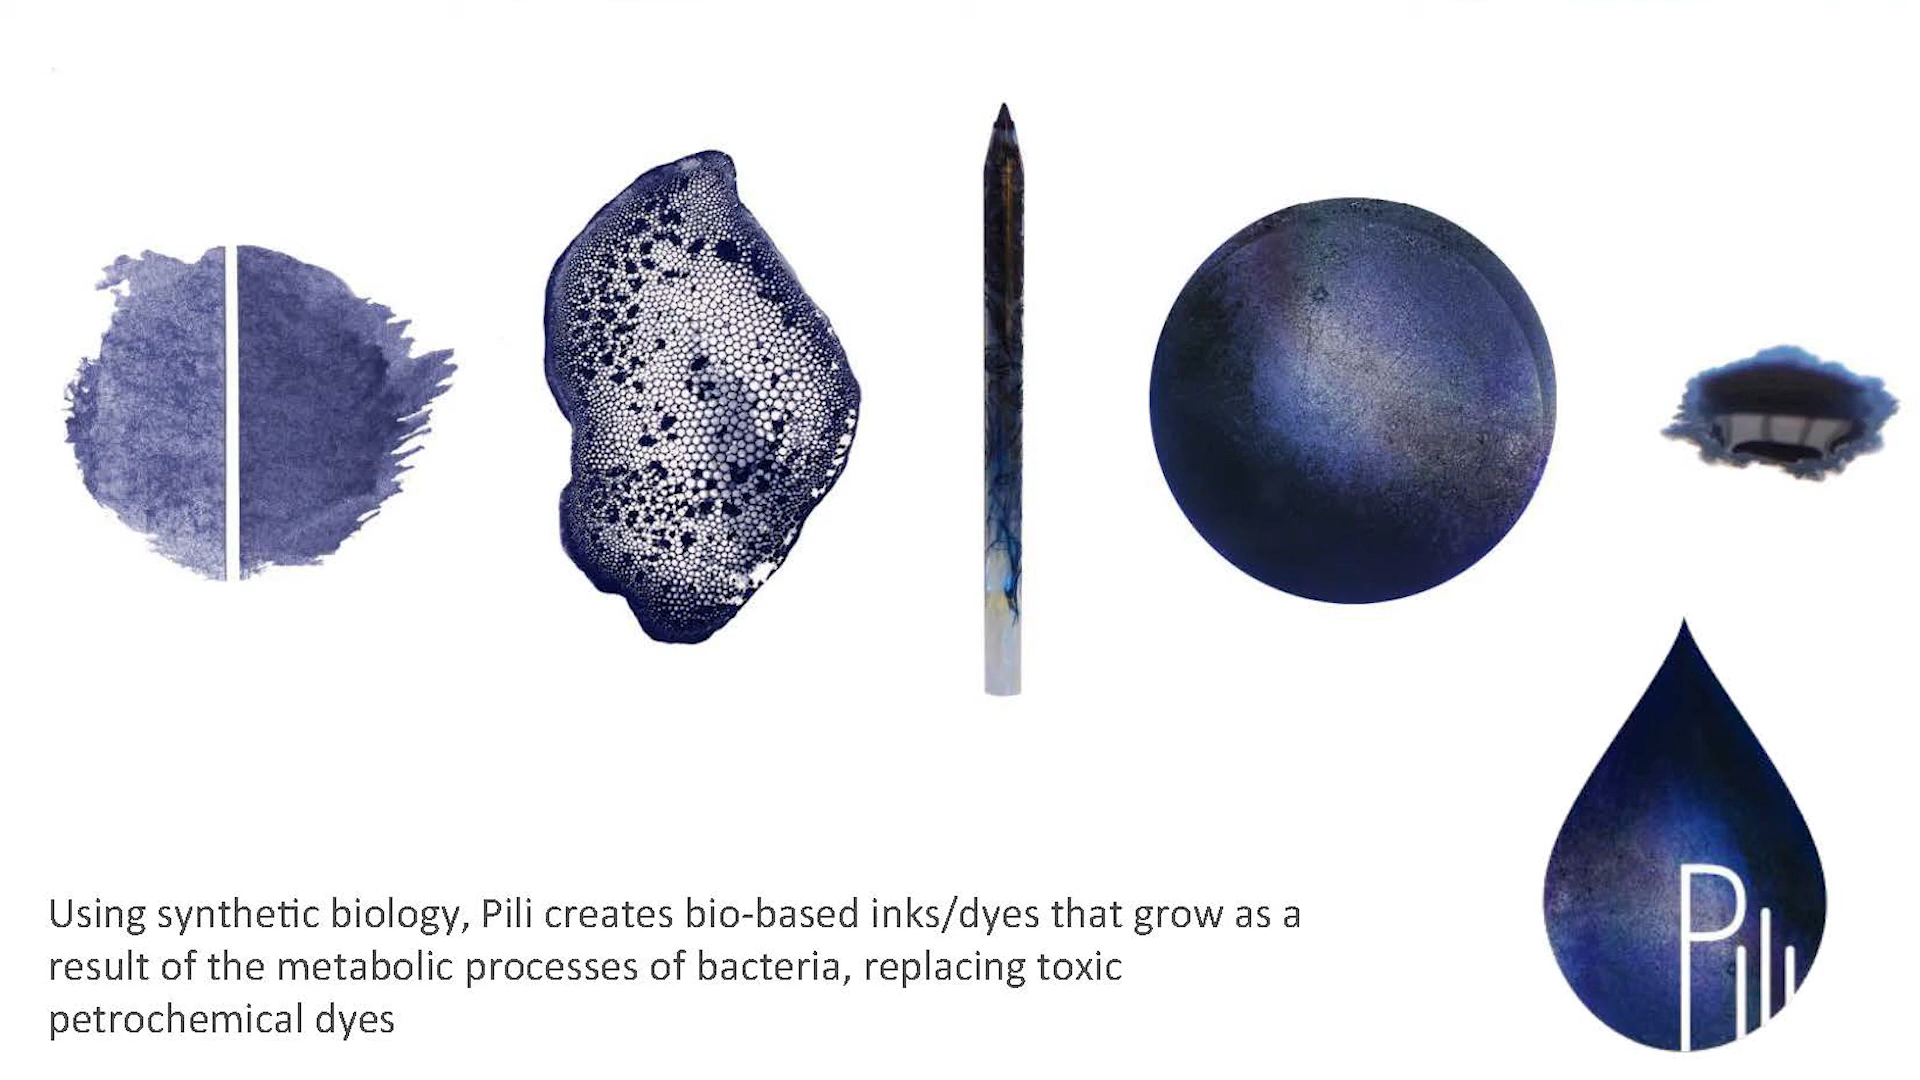 Using synthetic biology, Pili creates bio-based inks/dyes that grow as a
result of the metabolic processes of bacteria, replacing toxic
petrochemical dyes
Pili